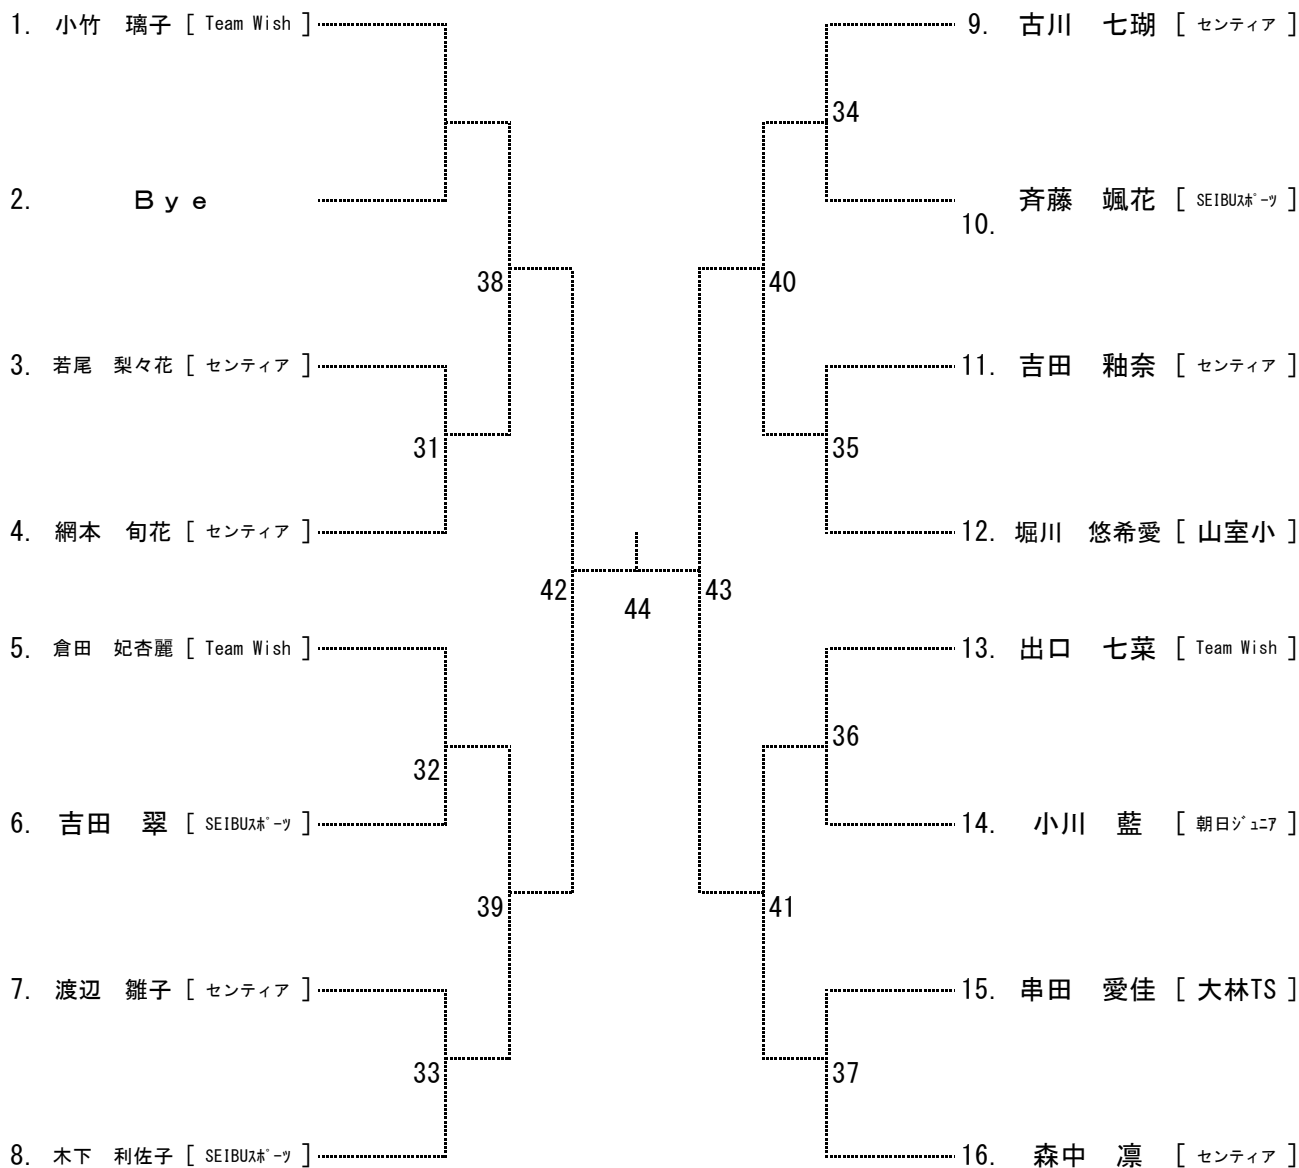 1. 小竹　璃子 [ Team Wish ]
2. Ｂｙｅ
38
3. 若尾　梨々花 [ センティア ]
31
4. 網本　旬花 [ センティア ]
42
5. 倉田　妃杏麗 [ Team Wish ]
32
6. 吉田　翠 [ SEIBUｽﾎﾟｰﾂ ]
39
7. 渡辺　雛子 [ センティア ]
33
8. 木下　利佐子 [ SEIBUｽﾎﾟｰﾂ ]
44
9. 古川　七瑚 [ センティア ]
34
10. 斉藤　颯花 [ SEIBUｽﾎﾟｰﾂ ]
40
11. 吉田　釉奈 [ センティア ]
35
12. 堀川　悠希愛 [ 山室小 ]
43
13. 出口　七菜 [ Team Wish ]
36
14. 小川　藍 [ 朝日ｼﾞｭﾆｱ ]
41
15. 串田　愛佳 [ 大林TS ]
37
16. 森中　凛 [ センティア ]